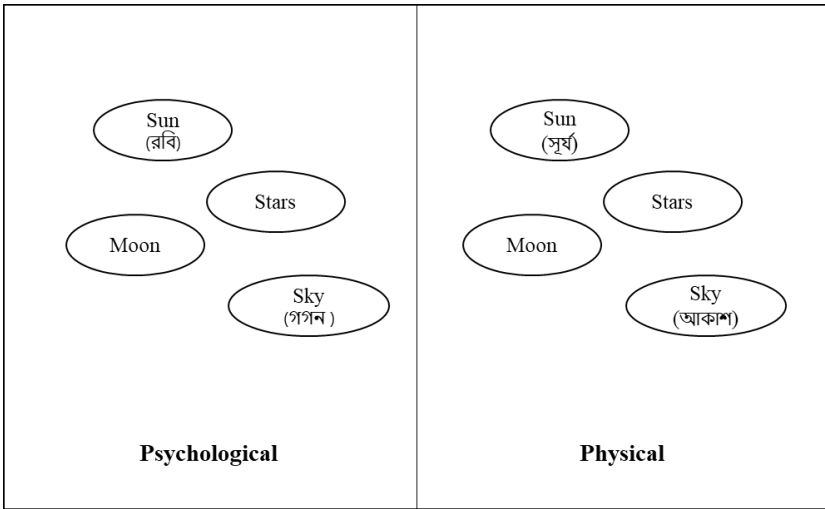 Sun
(রবি)
Stars
Moon
Sky
(গগন )
Psychological
Sun
(সূর্য)
Stars
Moon
Sky
(আকাশ)
Physical